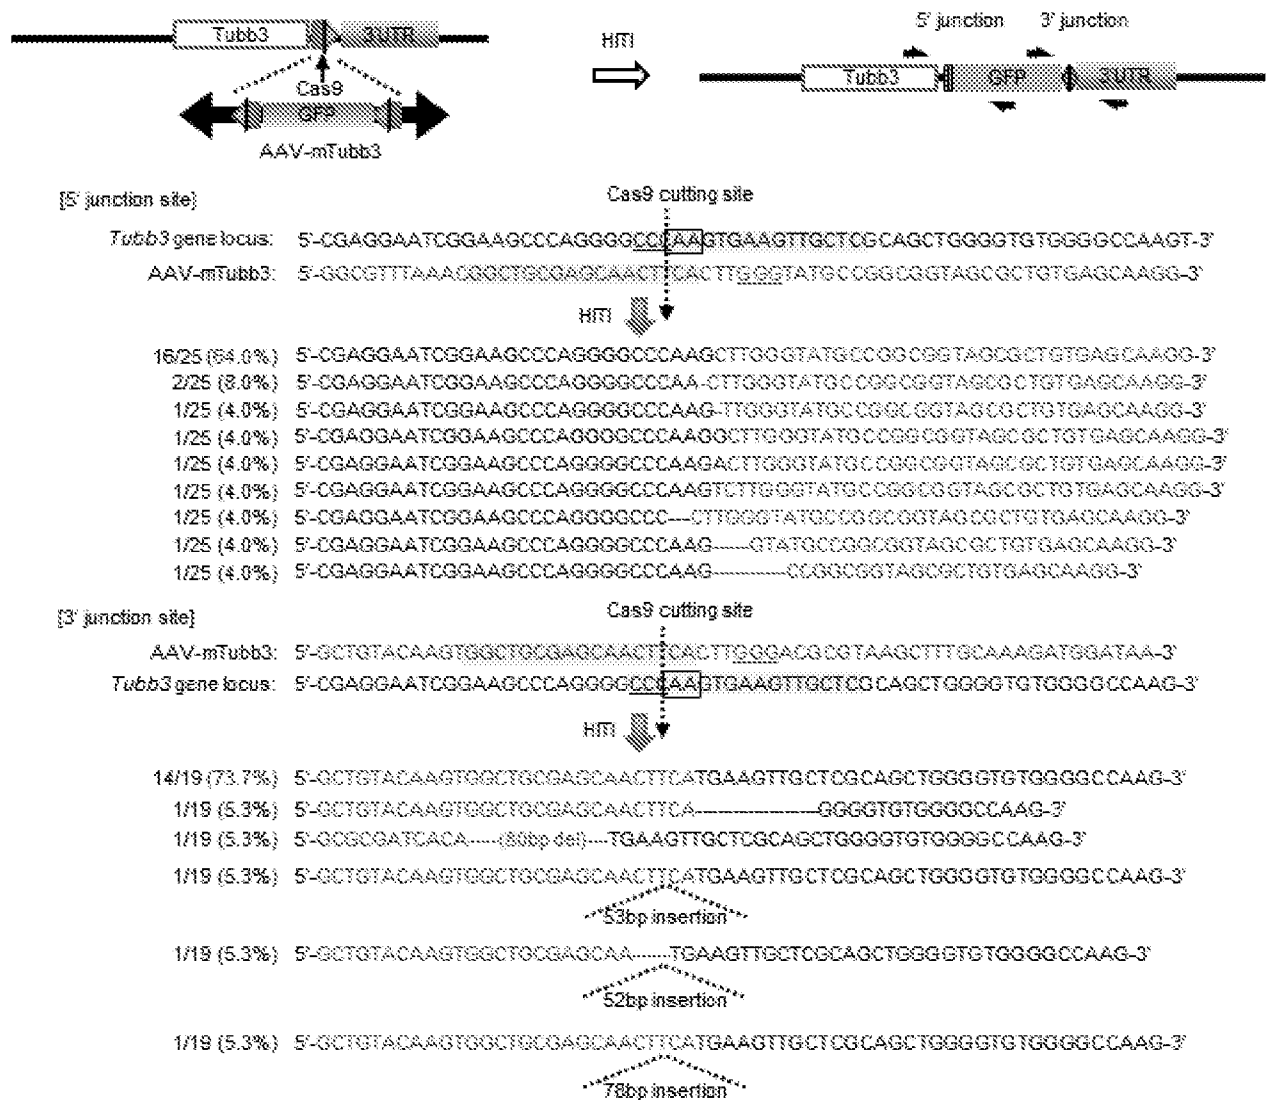 5' junction 3' junction
Tubb3 3'UTR HITI Tubb3 GFP 3'UTR
Cas9
GFP
AAV-mTubb3
[5' junction site] Cas9 cutting site
Tubb3 gene locus: 5'-CGAGGAATCGGAAGCCCAGGGGCCCAAGTGAAGTTGCTCGCAGCTGGGGTGTGGGGCCAAGT-3'
AAV-mTubb3: 5'-GGCGTTTAAACGGCTGCGAGCAACTTCACTTGGGTATGCCGGCGGTAGCGCTGTGAGCAAGG-3'
HITI
16/25 (64.0%) 5'-CGAGGAATCGGAAGCCCAGGGGCCCAAGCTTGGGTATGCCGGCGGTAGCGCTGTGAGCAAGG-3'
2/25 (8.0%) 5'-CGAGGAATCGGAAGCCCAGGGGCCCAA-CTTGGGTATGCCGGCGGTAGCGCTGTGAGCAAGG-3'
1/25 (4.0%) 5'-CGAGGAATCGGAAGCCCAGGGGCCCAAG-TTGGGTATGCCGGCGGTAGCGCTGTGAGCAAGG-3'
1/25 (4.0%) 5'-CGAGGAATCGGAAGCCCAGGGGCCCAAGGCTTGGGTATGCCGGCGGTAGCGCTGTGAGCAAGG-3'
1/25 (4.0%) 5'-CGAGGAATCGGAAGCCCAGGGGCCCAAGACTTGGGTATGCCGGCGGTAGCGCTGTGAGCAAGG-3'
1/25 (4.0%) 5'-CGAGGAATCGGAAGCCCAGGGGCCCAAGTCTTGGGTATGCCGGCGGTAGCGCTGTGAGCAAGG-3'
1/25 (4.0%) 5'-CGAGGAATCGGAAGCCCAGGGGCCC---CTTGGGTATGCCGGCGGTAGCGCTGTGAGCAAGG-3'
1/25 (4.0%) 5'-CGAGGAATCGGAAGCCCAGGGGCCCAAG-----GTATGCCGGCGGTAGCGCTGTGAGCAAGG-3'
1/25 (4.0%) 5'-CGAGGAATCGGAAGCCCAGGGGCCCAAG----------CCGGCGGTAGCGCTGTGAGCAAGG-3'
[3' junction site] Cas9 cutting site
AAV-mTubb3: 5'-GCTGTACAAGTGGCTGCGAGCAACTTCACTTGGGACGCGTAAGCTTTGCAAAGATGGATAA-3'
Tubb3 gene locus: 5'-CGAGGAATCGGAAGCCCAGGGGCCCAAGTGAAGTTGCTCGCAGCTGGGGTGTGGGGCCAAG-3'
HITI
14/19 (73.7%) 5'-GCTGTACAAGTGGCTGCGAGCAACTTCATGAAGTTGCTCGCAGCTGGGGTGTGGGGCCAAG-3'
1/19 (5.3%) 5'-GCTGTACAAGTGGCTGCGAGCAACTTCA-----------------GGGGTGTGGGGCCAAG-3'
1/19 (5.3%) 5'-GCGCGATCACA-----(80bp del)---TGAAGTTGCTCGCAGCTGGGGTGTGGGGCCAAG-3'
1/19 (5.3%) 5'-GCTGTACAAGTGGCTGCGAGCAACTTCATGAAGTTGCTCGCAGCTGGGGTGTGGGGCCAAG-3'
53bp insertion
1/19 (5.3%) 5'-GCTGTACAAGTGGCTGCGAGCAA-----TGAAGTTGCTCGCAGCTGGGGTGTGGGGCCAAG-3'
52bp insertion
1/19 (5.3%) 5'-GCTGTACAAGTGGCTGCGAGCAACTTCATGAAGTTGCTCGCAGCTGGGGTGTGGGGCCAAG-3'
78bp insertion